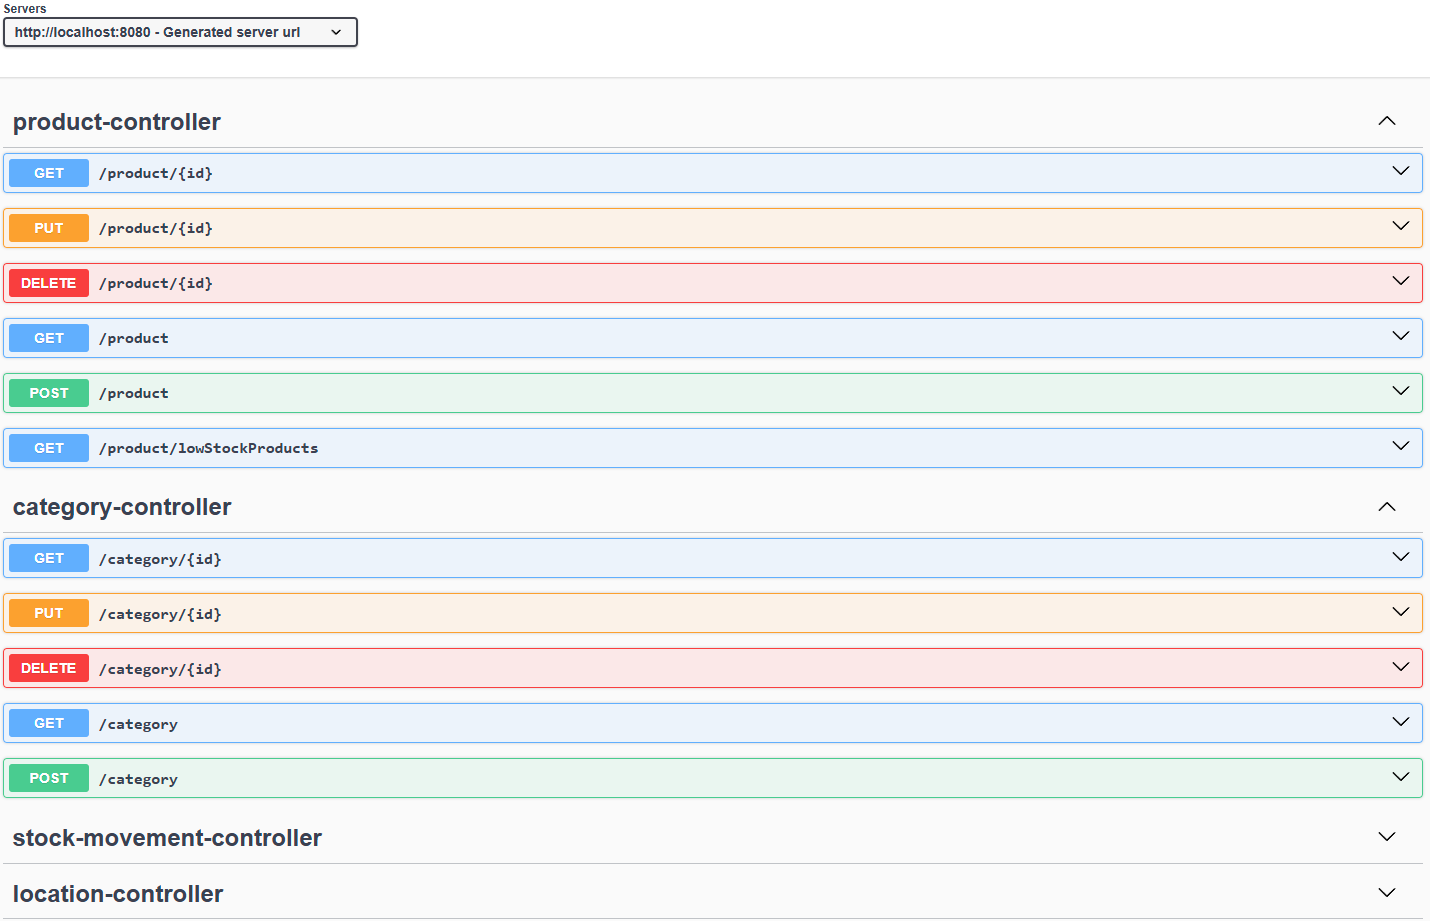 Servers
http://localhost:8080 - Generated server url
product-controller
GET /product/{id}
PUT /product/{id}
DELETE /product/{id}
GET /product
POST /product
GET /product/lowStockProducts
category-controller
GET /category/{id}
PUT /category/{id}
DELETE /category/{id}
GET /category
POST /category
stock-movement-controller
location-controller